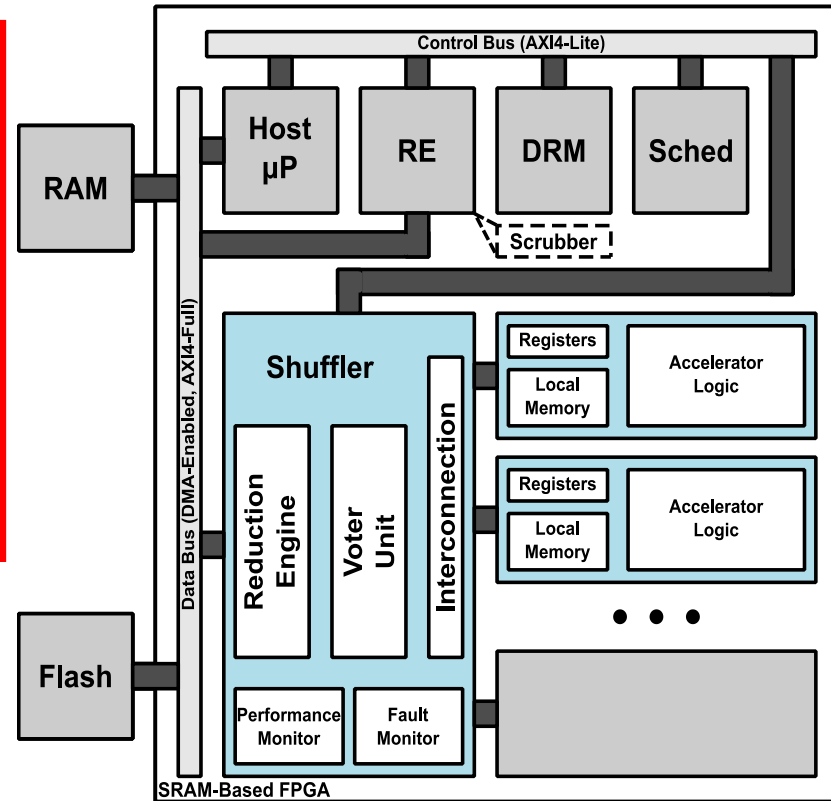 Control Bus (AXI4-Lite)
Host
µP
RE
DRM
Sched
RAM
Scrubber
Data Bus (DMA-Enabled, AXI4-Full)
Shuffler
Reduction
Engine
Voter
Unit
Interconnection
Registers
Local
Memory
Accelerator
Logic
Registers
Local
Memory
Accelerator
Logic
Flash
Performance
Monitor
Fault
Monitor
SRAM-Based FPGA